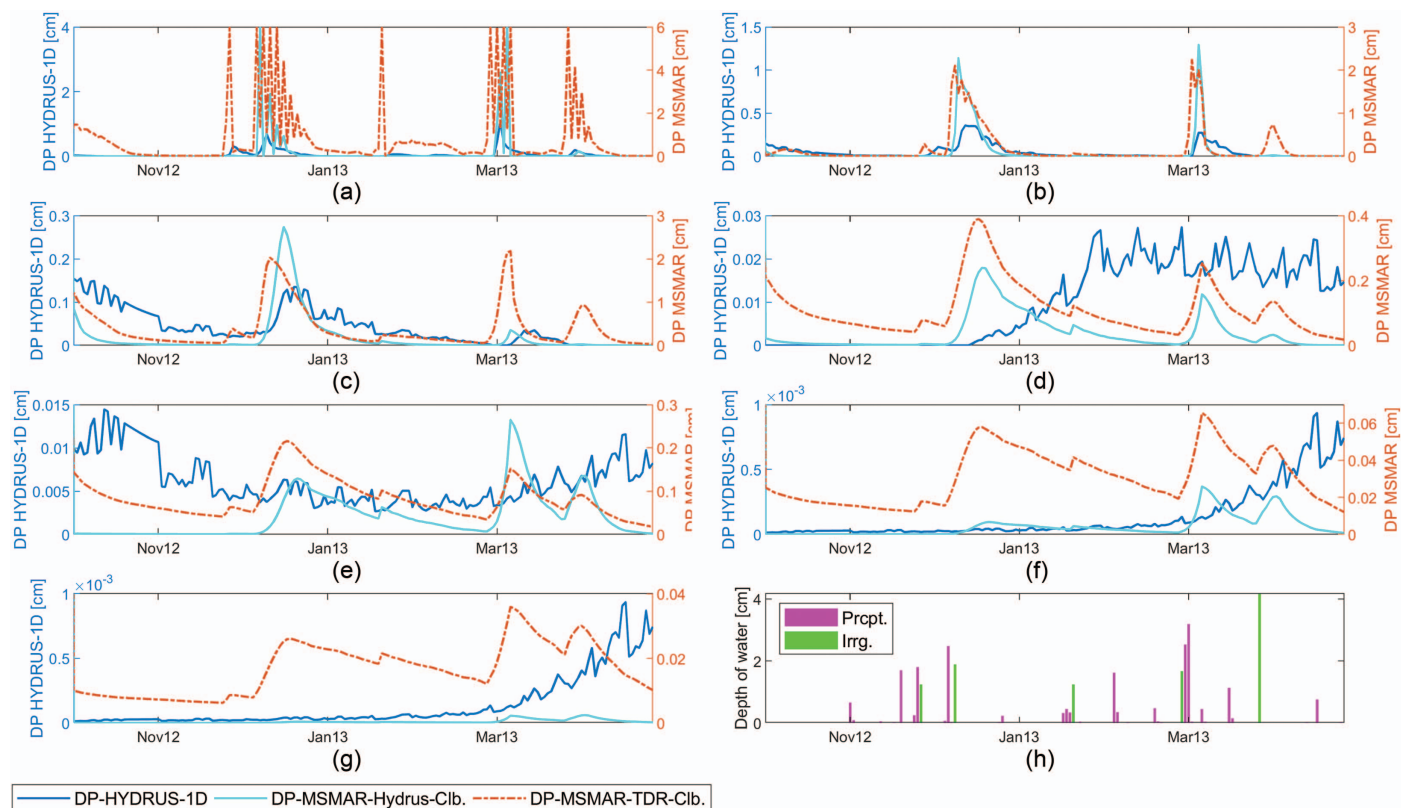 DP HYDRUS-1D [cm]
4
2
0
6
4
2
0
DP MSMAR [cm]
Nov12 Jan13 Mar13
(a)
DP HYDRUS-1D [cm]
1.5
1
0.5
0
3
2
1
0
DP MSMAR [cm]
Nov12 Jan13 Mar13
(b)
DP HYDRUS-1D [cm]
0.3
0.2
0.1
0
3
2
1
0
DP MSMAR [cm]
Nov12 Jan13 Mar13
(c)
DP HYDRUS-1D [cm]
0.03
0.02
0.01
0
0.4
0.2
0
DP MSMAR [cm]
Nov12 Jan13 Mar13
(d)
DP HYDRUS-1D [cm]
0.015
0.01
0.005
0
0.3
0.2
0.1
0
DP MSMAR [cm]
Nov12 Jan13 Mar13
(e)
DP HYDRUS-1D [cm]
×10⁻³
1
0.5
0
0.06
0.04
0.02
0
DP MSMAR [cm]
Nov12 Jan13 Mar13
(f)
DP HYDRUS-1D [cm]
×10⁻³
1
0.5
0
0.04
0.02
0
DP MSMAR [cm]
Nov12 Jan13 Mar13
(g)
Depth of water [cm]
4
2
0
Prcpt.
Irrg.
Nov12 Jan13 Mar13
(h)
DP-HYDRUS-1D DP-MSMAR-Hydrus-Clb. DP-MSMAR-TDR-Clb.